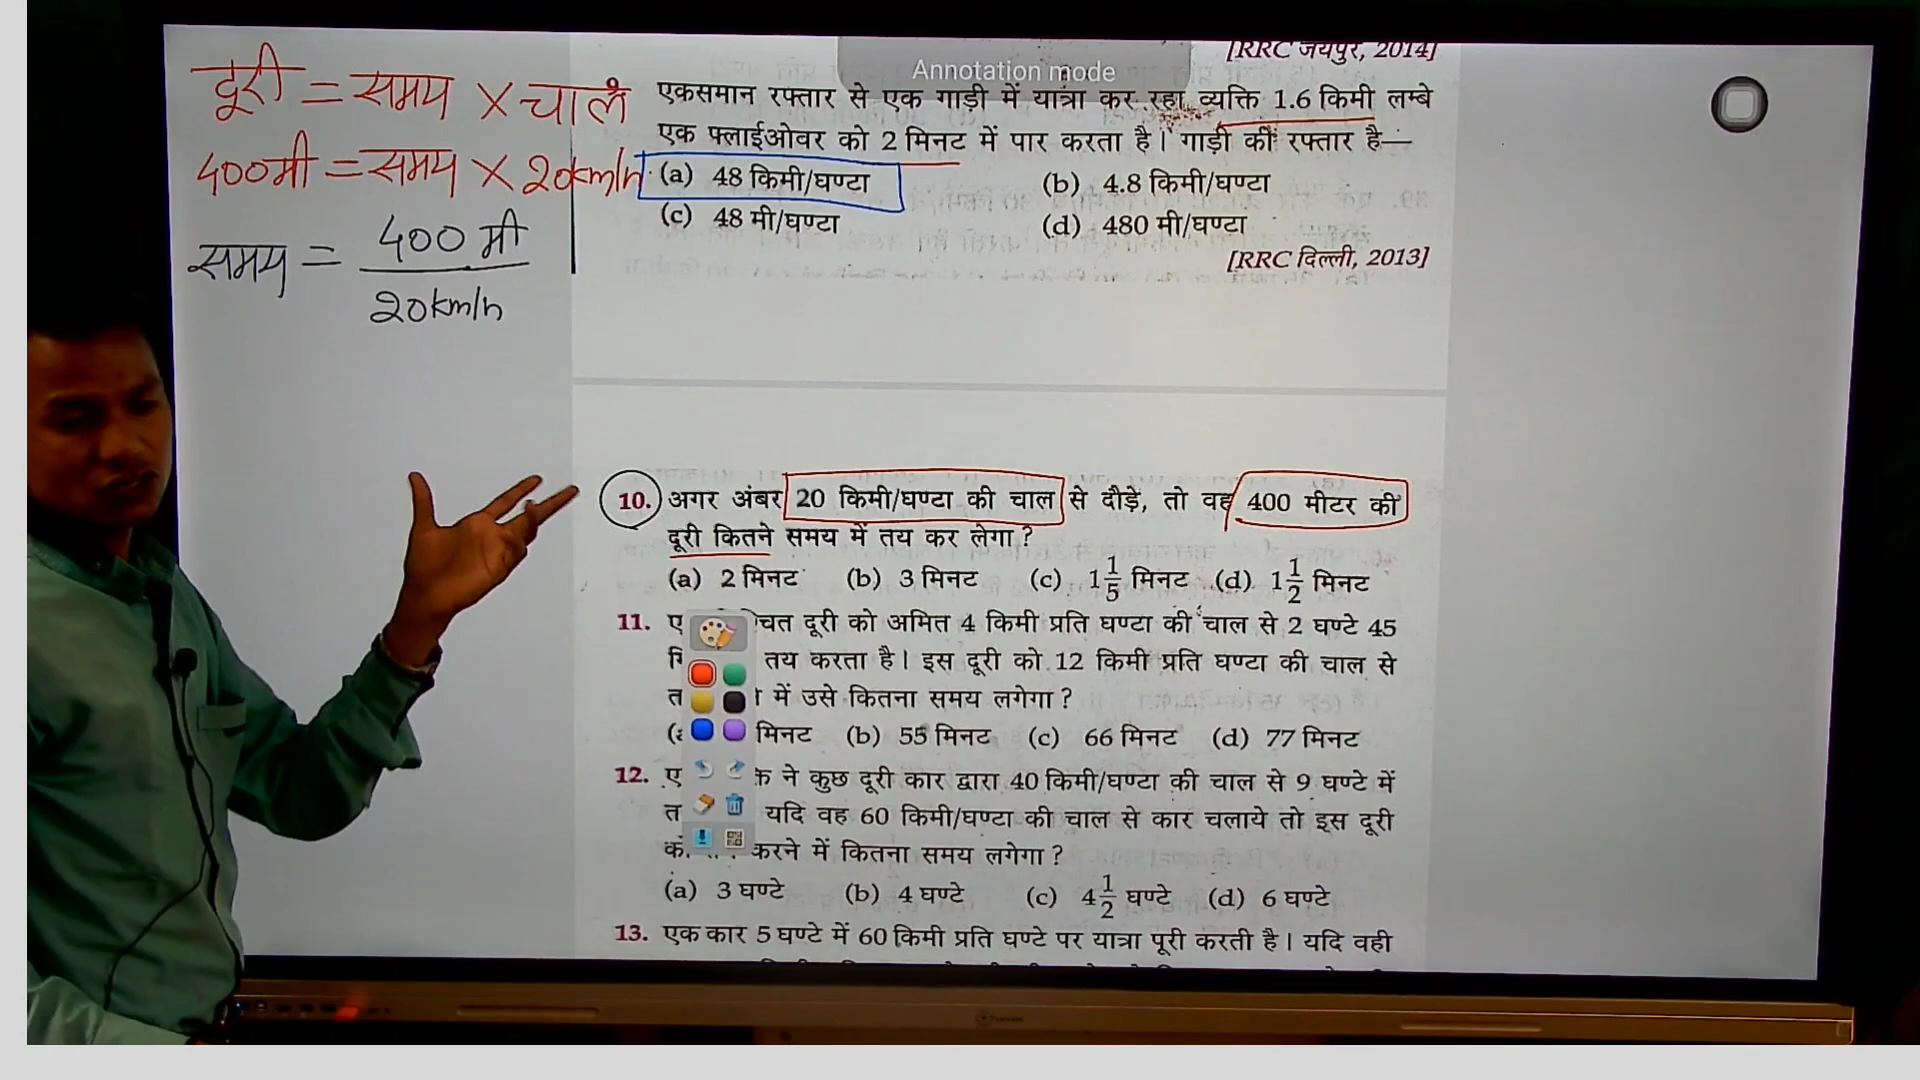 दूरी = समय × चाल
400मी = समय × 20km/h
समय = 400 मी / 20km/h
Annotation mode
[RRC जयपुर, 2014]
एकसमान रफ्तार से एक गाड़ी में यात्रा कर रहा व्यक्ति 1.6 किमी लम्बे
एक फ्लाईओवर को 2 मिनट में पार करता है। गाड़ी की रफ्तार है—
(a) 48 किमी/घण्टा (b) 4.8 किमी/घण्टा
(c) 48 मी/घण्टा (d) 480 मी/घण्टा
[RRC दिल्ली, 2013]
10. अगर अंबर 20 किमी/घण्टा की चाल से दौड़े, तो वह 400 मीटर की
दूरी कितने समय में तय कर लेगा?
(a) 2 मिनट (b) 3 मिनट (c) 1 1/5 मिनट (d) 1 1/2 मिनट
11. दूरी को अमित 4 किमी प्रति घण्टा की चाल से 2 घण्टे 45
तय करता है। इस दूरी को 12 किमी प्रति घण्टा की चाल से
में उसे कितना समय लगेगा?
मिनट (b) 55 मिनट (c) 66 मिनट (d) 77 मिनट
12. ने कुछ दूरी कार द्वारा 40 किमी/घण्टा की चाल से 9 घण्टे में
यदि वह 60 किमी/घण्टा की चाल से कार चलाये तो इस दूरी
करने में कितना समय लगेगा?
(a) 3 घण्टे (b) 4 घण्टे (c) 4 1/2 घण्टे (d) 6 घण्टे
13. एक कार 5 घण्टे में 60 किमी प्रति घण्टे पर यात्रा पूरी करती है। यदि वही